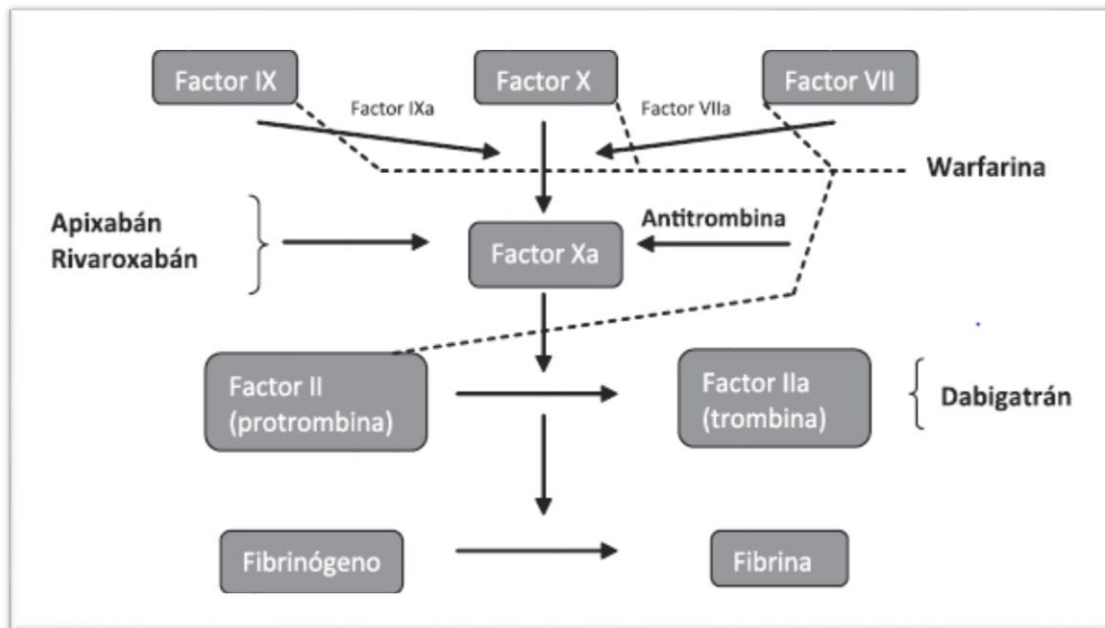 Factor IX
Factor X
Factor VII
Factor IXa
Factor VIIa
Warfarina
Apixabán
Rivaroxabán
Antitrombina
Factor Xa
Factor II
(protrombina)
Factor IIa
(trombina)
Dabigatrán
Fibrinógeno
Fibrina